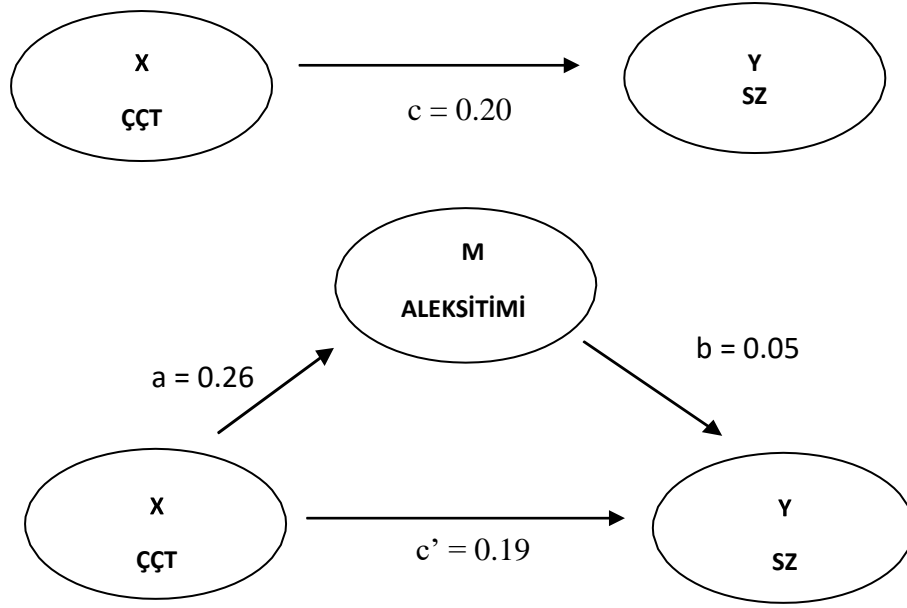 X
ÇÇT
c = 0.20
Y
SZ
M
ALEKSİTİMİ
a = 0.26
b = 0.05
X
ÇÇT
c’ = 0.19
Y
SZ